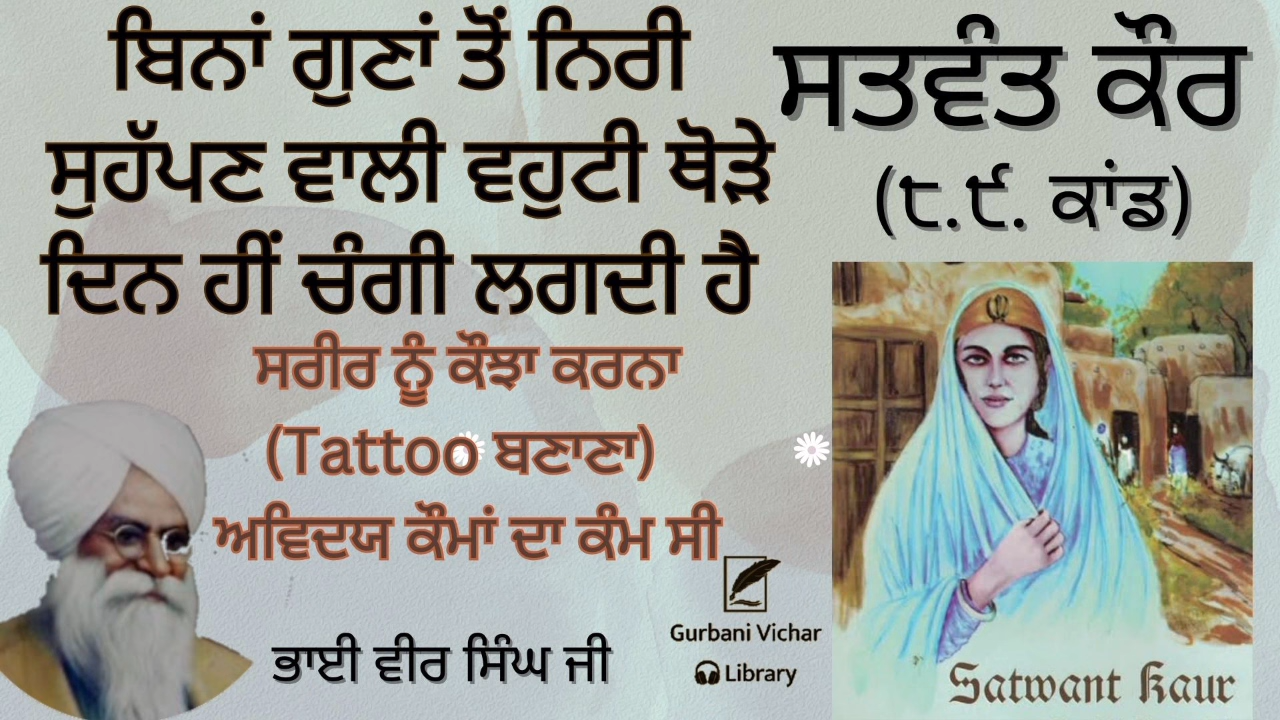 ਬਿਨਾਂ ਗੁਣਾਂ ਤੋਂ ਨਿਰੀ
ਸੁਹੱਪਣ ਵਾਲੀ ਵਹੁਟੀ ਥੋੜੇ
ਦਿਨ ਹੀਂ ਚੰਗੀ ਲਗਦੀ ਹੈ
ਸਰੀਰ ਨੂੰ ਕੌਝਾ ਕਰਨਾ
(Tattoo ਬਣਾਣਾ)
ਅਵਿਦਯ ਕੌਮਾਂ ਦਾ ਕੰਮ ਸੀ
ਭਾਈ ਵੀਰ ਸਿੰਘ ਜੀ
Gurbani Vichar
Library
ਸਤਵੰਤ ਕੌਰ
(੮.੯. ਕਾਂਡ)
Satwant Kaur